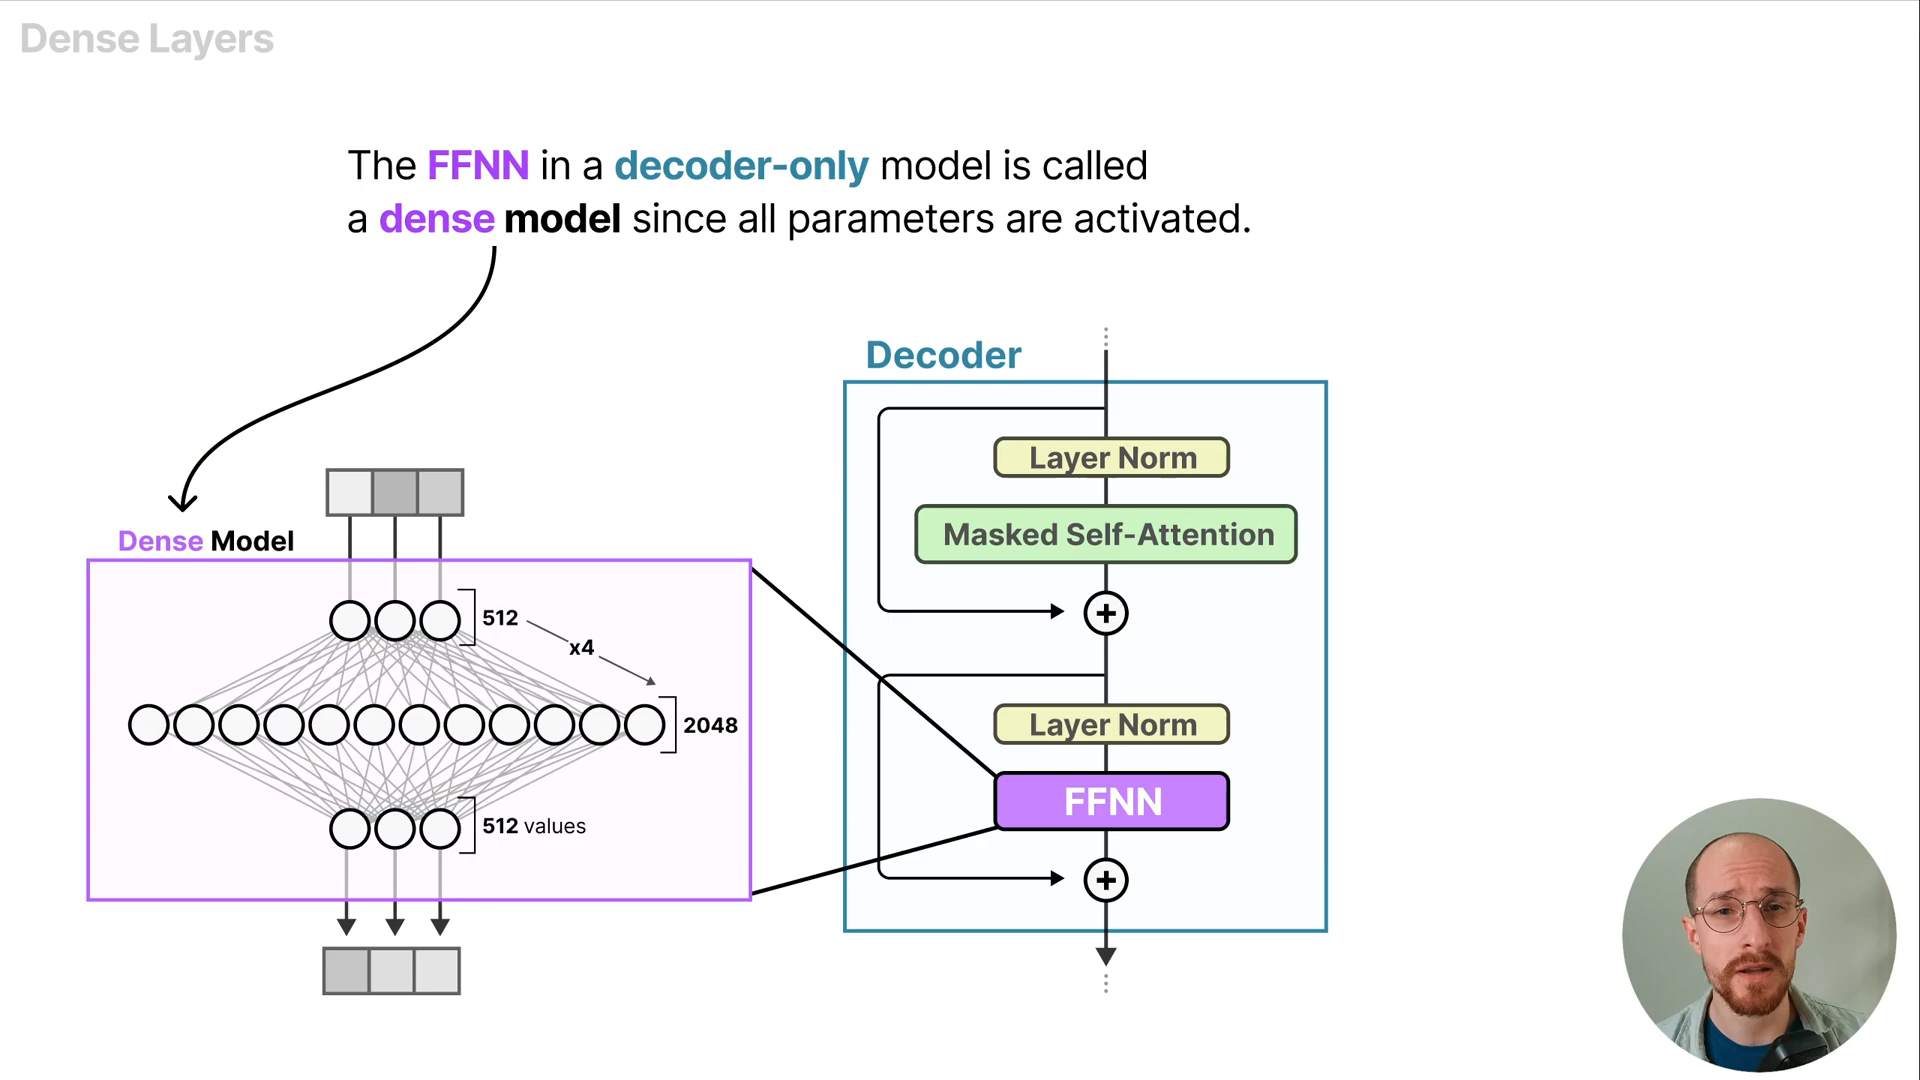 Dense Layers
The FFNN in a decoder-only model is called
a dense model since all parameters are activated.
Decoder
Layer Norm
Masked Self-Attention
+
Layer Norm
FFNN
+
Dense Model
512
x4
2048
512 values